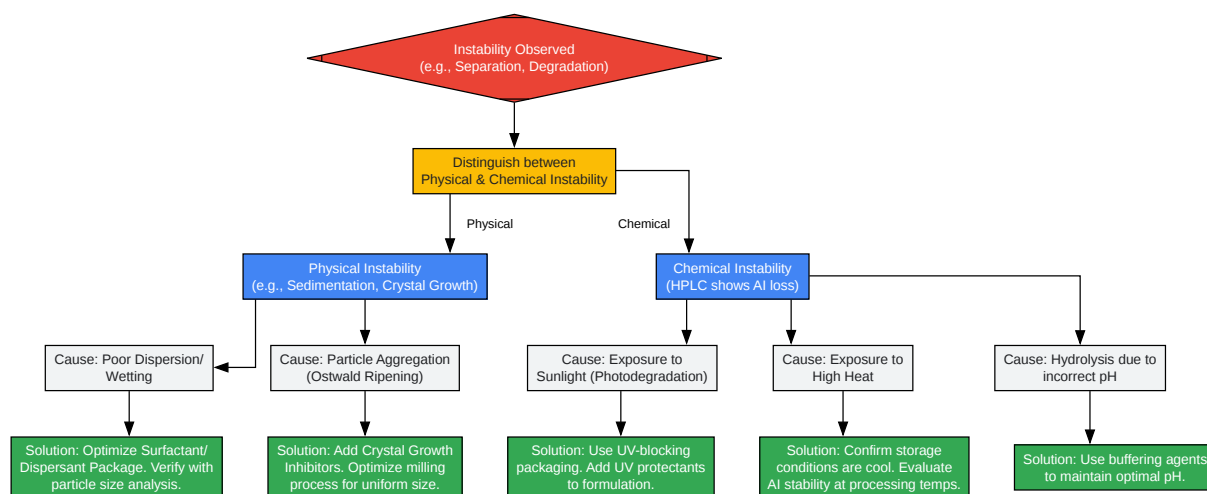 Instability Observed
(e.g., Separation, Degradation)
Distinguish between
Physical & Chemical Instability
Physical
Chemical
Physical Instability
(e.g., Sedimentation, Crystal Growth)
Chemical Instability
(HPLC shows AI loss)
Cause: Poor Dispersion/
Wetting
Cause: Particle Aggregation
(Ostwald Ripening)
Cause: Exposure to
Sunlight (Photodegradation)
Cause: Exposure to
High Heat
Cause: Hydrolysis due to
incorrect pH
Solution: Optimize Surfactant/
Dispersant Package. Verify with
particle size analysis.
Solution: Add Crystal Growth
Inhibitors. Optimize milling
process for uniform size.
Solution: Use UV-blocking
packaging. Add UV protectants
to formulation.
Solution: Confirm storage
conditions are cool. Evaluate
AI stability at processing temps.
Solution: Use buffering agents
to maintain optimal pH.